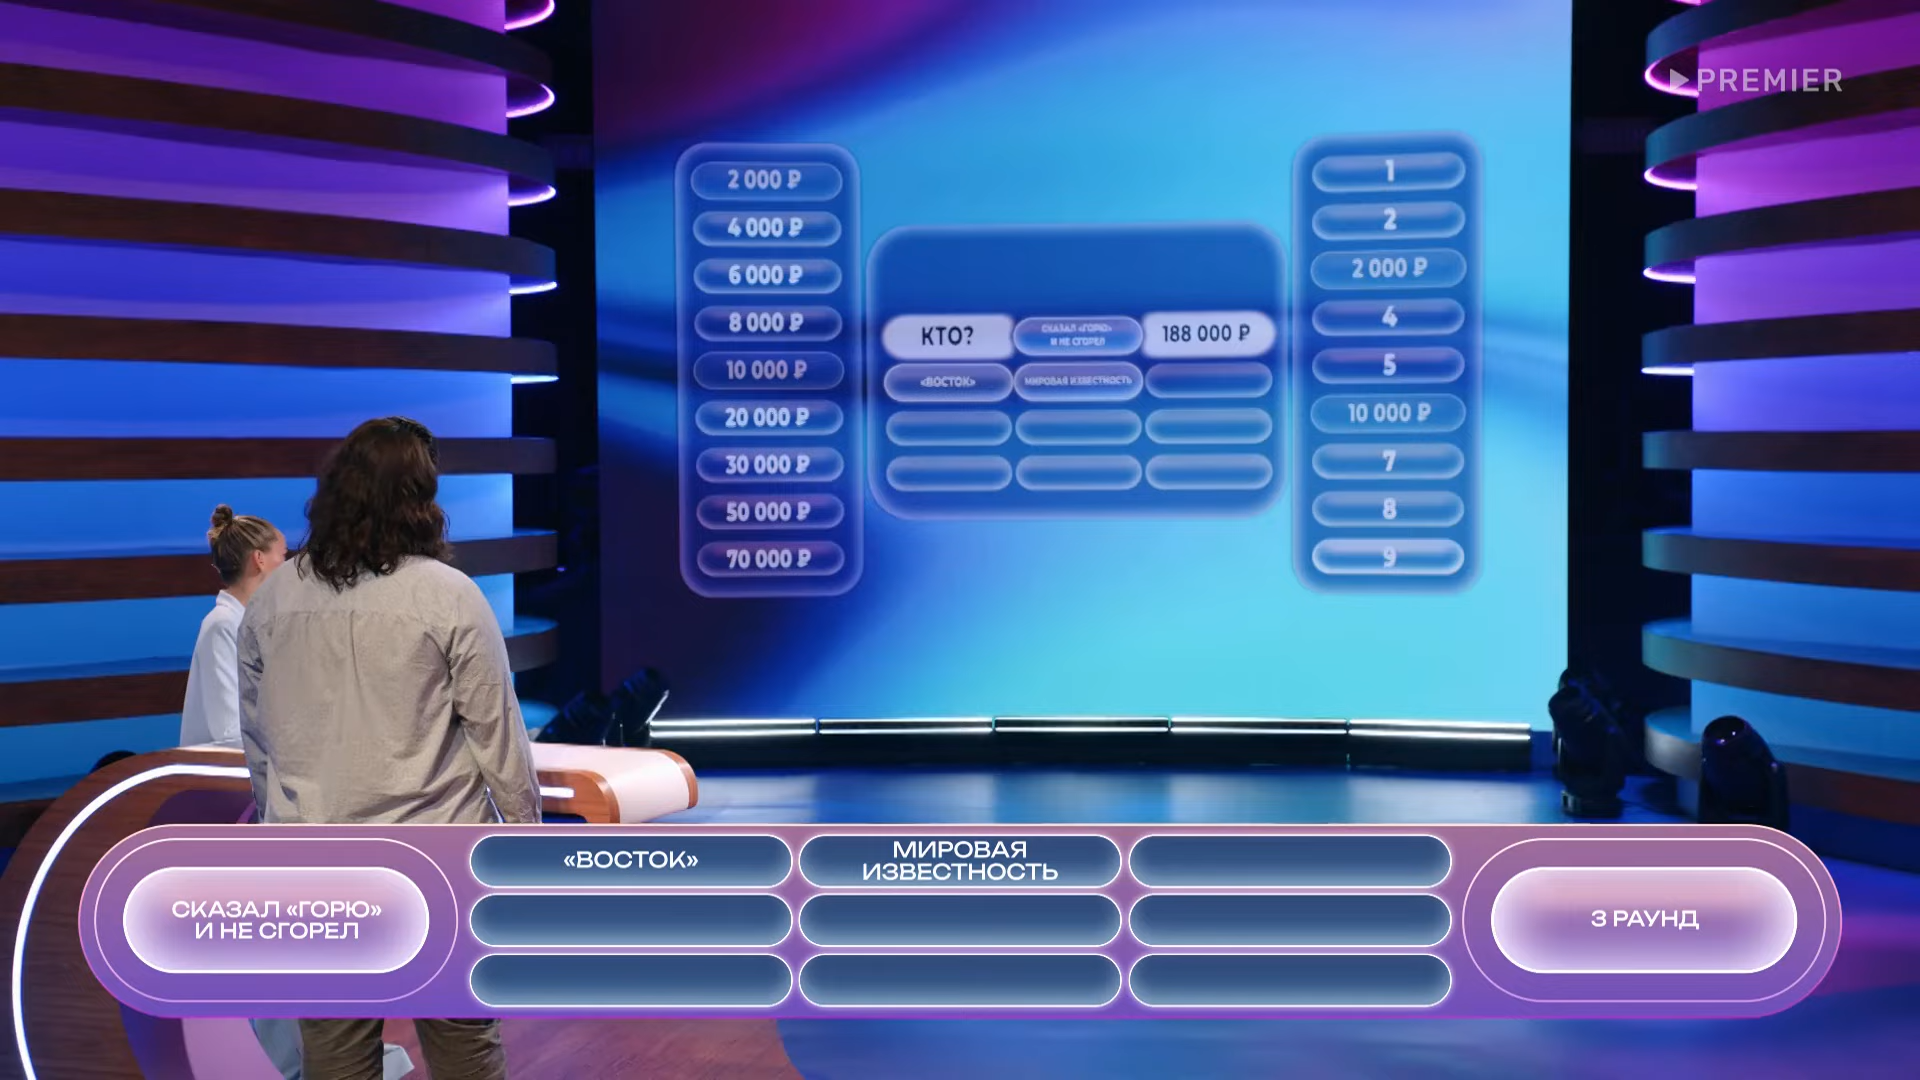 PREMIER
2 000 ₽
4 000 ₽
6 000 ₽
8 000 ₽
10 000 ₽
20 000 ₽
30 000 ₽
50 000 ₽
70 000 ₽
КТО?
СКАЗАЛ «ГОРЮ»
И НЕ СГОРЕЛ
188 000 ₽
«ВОСТОК»
МИРОВАЯ ИЗВЕСТНОСТЬ
1
2
2 000 ₽
4
5
10 000 ₽
7
8
9
СКАЗАЛ «ГОРЮ»
И НЕ СГОРЕЛ
«ВОСТОК»
МИРОВАЯ
ИЗВЕСТНОСТЬ
3 РАУНД